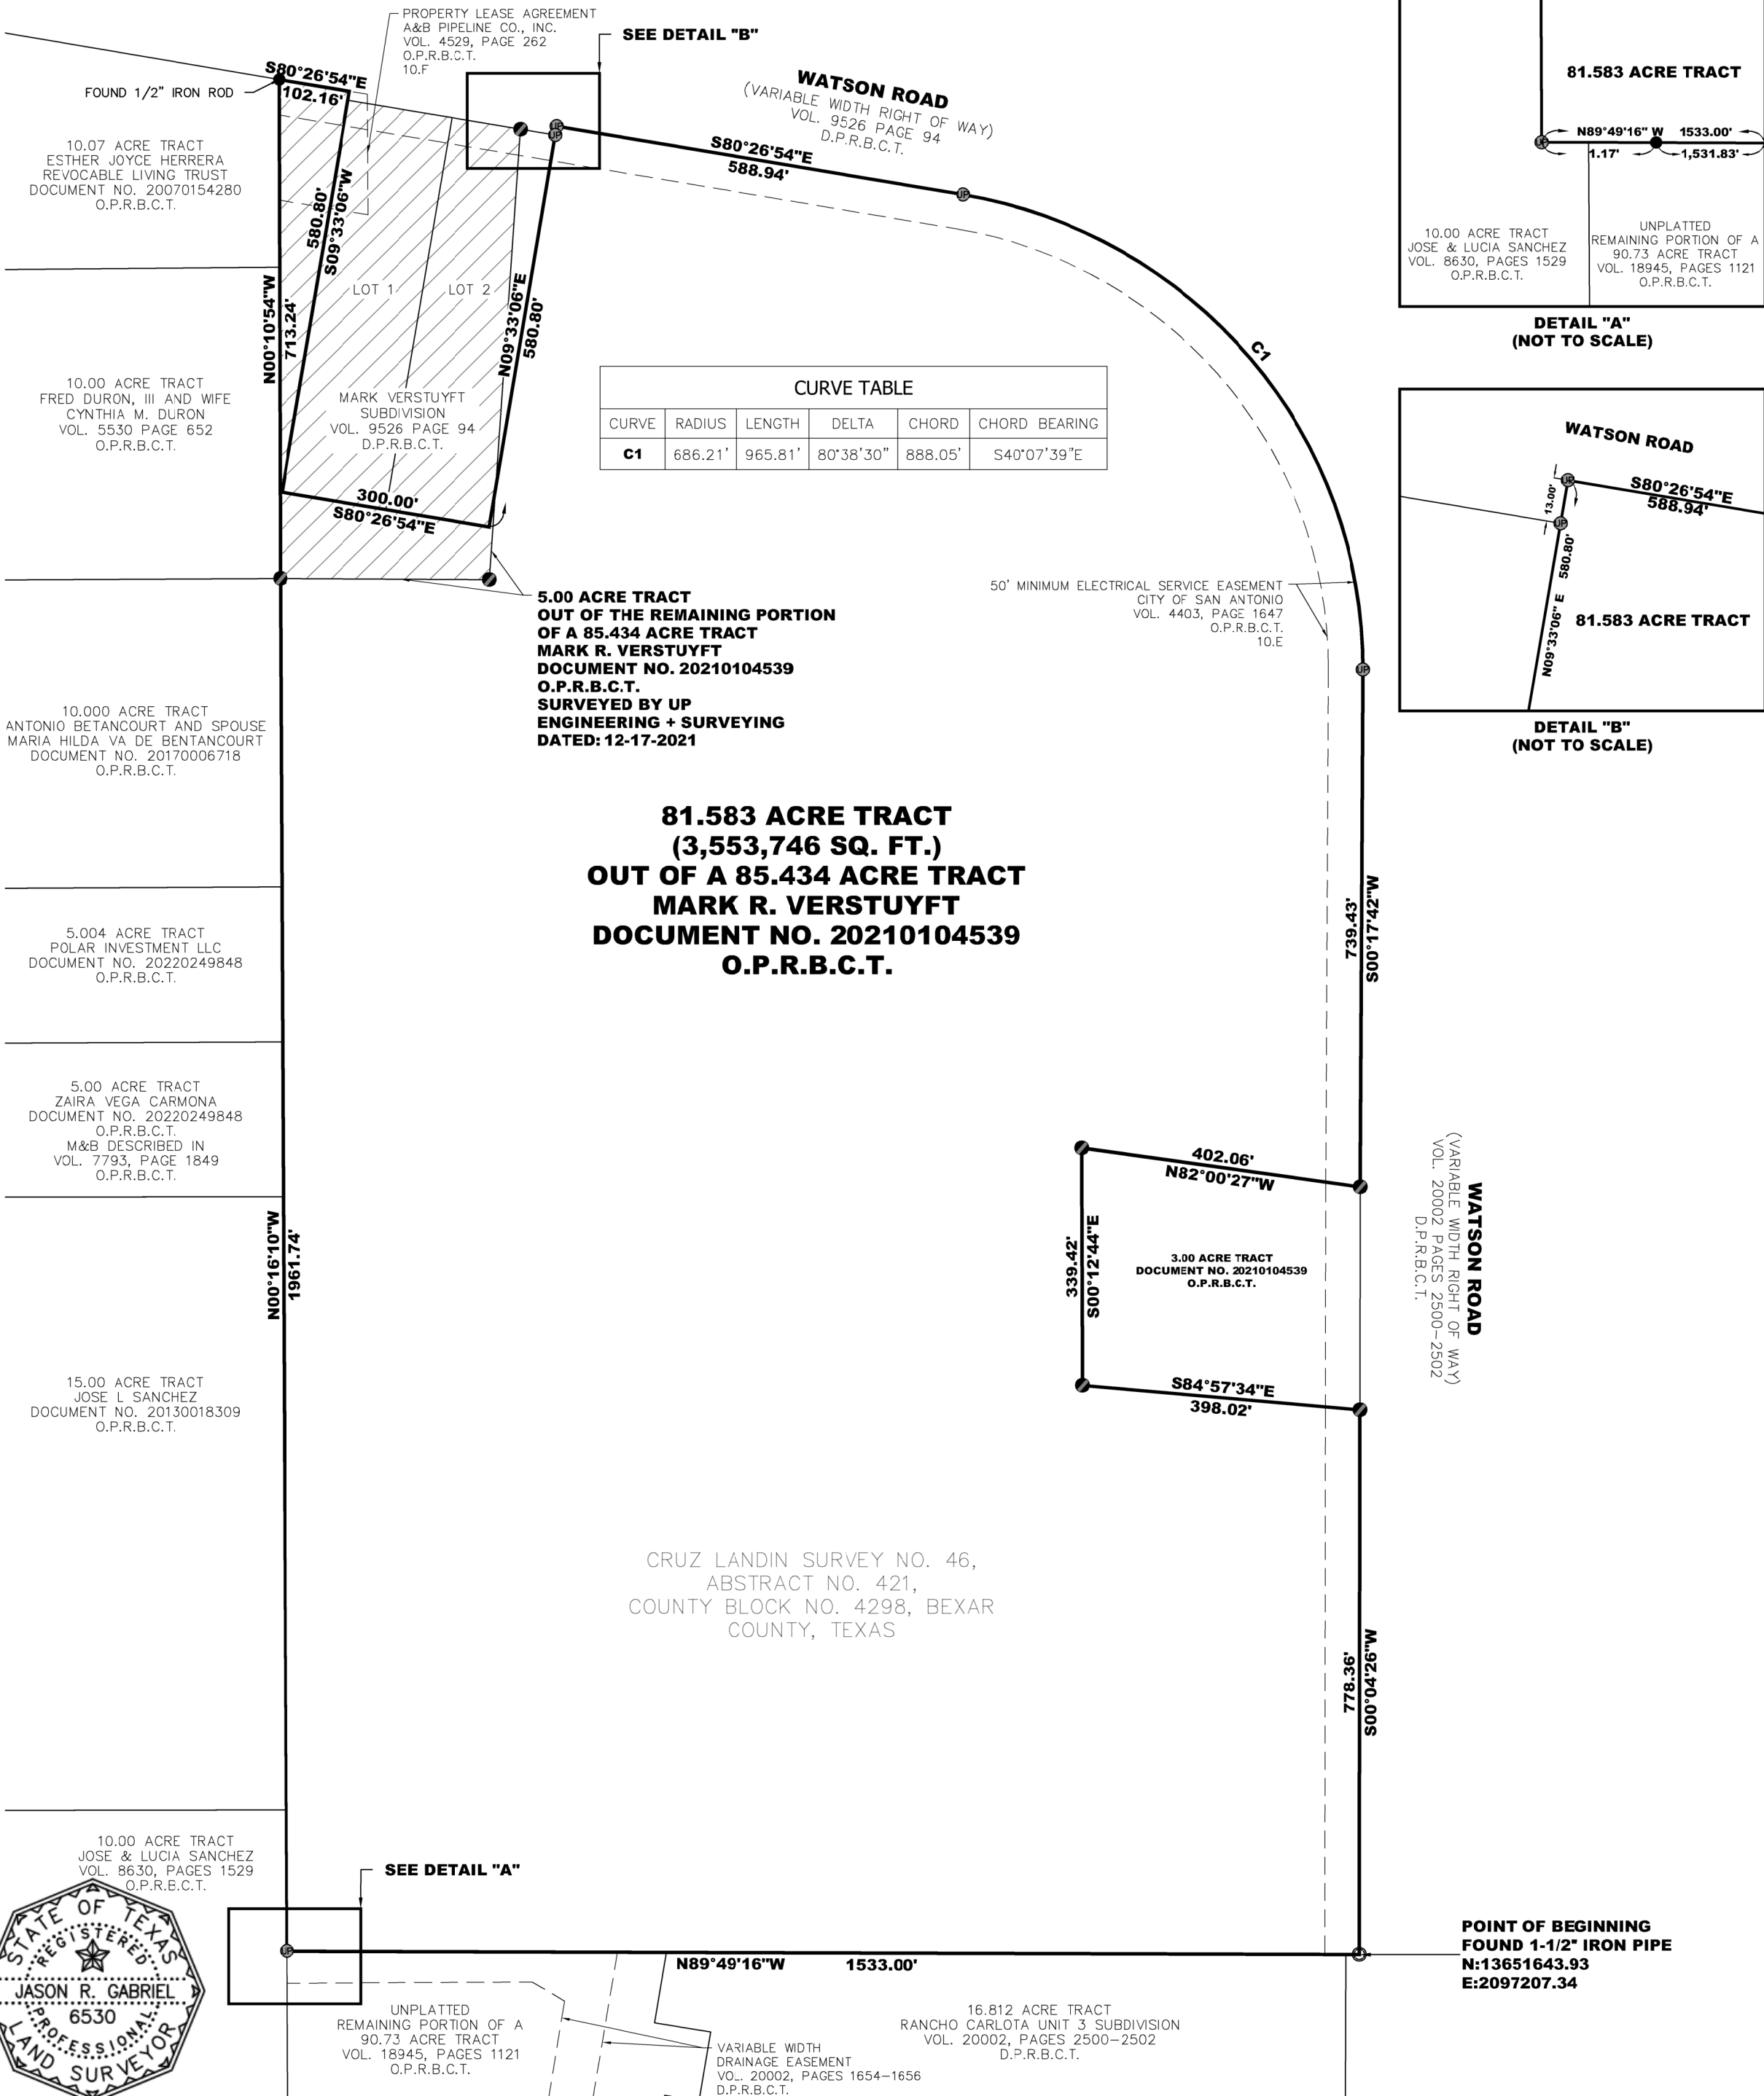 PROPERTY LEASE AGREEMENT
A&B PIPELINE CO., INC.
VOL. 4529, PAGE 262
O.P.R.B.C.T.
10.F
SEE DETAIL "B"
S80°26'54"E
102.16'
FOUND 1/2" IRON ROD
WATSON ROAD
(VARIABLE WIDTH RIGHT OF WAY)
VOL. 9526 PAGE 94
D.P.R.B.C.T.
S80°26'54"E
588.94'
UP
UP
UP
10.07 ACRE TRACT
ESTHER JOYCE HERRERA
REVOCABLE LIVING TRUST
DOCUMENT NO. 20070154280
O.P.R.B.C.T.
580.80'
S09°33'06"W
LOT 1
LOT 2
N09°33'06"E
580.80'
N00°10'54"W
713.24'
C1
10.00 ACRE TRACT
FRED DURON, III AND WIFE
CYNTHIA M. DURON
VOL. 5530 PAGE 652
O.P.R.B.C.T.
MARK VERSTUYFT
SUBDIVISION
VOL. 9526 PAGE 94
D.P.R.B.C.T.
300.00'
S80°26'54"E
CURVE TABLE
CURVE RADIUS LENGTH DELTA CHORD CHORD BEARING
C1 686.21' 965.81' 80°38'30" 888.05' S40°07'39"E
81.583 ACRE TRACT
N89°49'16" W 1533.00'
1.17' 1,531.83'
UP
10.00 ACRE TRACT
JOSE & LUCIA SANCHEZ
VOL. 8630, PAGES 1529
O.P.R.B.C.T.
UNPLATTED
REMAINING PORTION OF A
90.73 ACRE TRACT
VOL. 18945, PAGES 1121
O.P.R.B.C.T.
DETAIL "A"
(NOT TO SCALE)
WATSON ROAD
UP
UP
13.00'
S80°26'54"E
588.94'
N09°33'06" E 580.80'
81.583 ACRE TRACT
DETAIL "B"
(NOT TO SCALE)
5.00 ACRE TRACT
OUT OF THE REMAINING PORTION
OF A 85.434 ACRE TRACT
MARK R. VERSTUYFT
DOCUMENT NO. 20210104539
O.P.R.B.C.T.
SURVEYED BY UP
ENGINEERING + SURVEYING
DATED: 12-17-2021
50' MINIMUM ELECTRICAL SERVICE EASEMENT
CITY OF SAN ANTONIO
VOL. 4403, PAGE 1647
O.P.R.B.C.T.
10.E
UP
10.000 ACRE TRACT
ANTONIO BETANCOURT AND SPOUSE
MARIA HILDA VA DE BENTANCOURT
DOCUMENT NO. 20170006718
O.P.R.B.C.T.
81.583 ACRE TRACT
(3,553,746 SQ. FT.)
OUT OF A 85.434 ACRE TRACT
MARK R. VERSTUYFT
DOCUMENT NO. 20210104539
O.P.R.B.C.T.
739.43'
S00°17'42"W
5.004 ACRE TRACT
POLAR INVESTMENT LLC
DOCUMENT NO. 20220249848
O.P.R.B.C.T.
5.00 ACRE TRACT
ZAIRA VEGA CARMONA
DOCUMENT NO. 20220249848
O.P.R.B.C.T.
M&B DESCRIBED IN
VOL. 7793, PAGE 1849
O.P.R.B.C.T.
N00°16'10"W
1961.74'
402.06'
N82°00'27"W
339.42'
S00°12'44"E
3.00 ACRE TRACT
DOCUMENT NO. 20210104539
O.P.R.B.C.T.
S84°57'34"E
398.02'
WATSON ROAD
(VARIABLE WIDTH RIGHT OF WAY)
VOL. 20002 PAGES 2500-2502
D.P.R.B.C.T.
15.00 ACRE TRACT
JOSE L SANCHEZ
DOCUMENT NO. 20130018309
O.P.R.B.C.T.
CRUZ LANDIN SURVEY NO. 46,
ABSTRACT NO. 421,
COUNTY BLOCK NO. 4298, BEXAR
COUNTY, TEXAS
778.36'
S00°04'26"W
10.00 ACRE TRACT
JOSE & LUCIA SANCHEZ
VOL. 8630, PAGES 1529
O.P.R.B.C.T.
SEE DETAIL "A"
UP
N89°49'16"W 1533.00'
POINT OF BEGINNING
FOUND 1-1/2" IRON PIPE
N:13651643.93
E:2097207.34
STATE OF TEXAS
REGISTERED
JASON R. GABRIEL
6530
PROFESSIONAL
LAND SURVEYOR
UNPLATTED
REMAINING PORTION OF A
90.73 ACRE TRACT
VOL. 18945, PAGES 1121
O.P.R.B.C.T.
VARIABLE WIDTH
DRAINAGE EASEMENT
VOL. 20002, PAGES 1654-1656
D.P.R.B.C.T.
16.812 ACRE TRACT
RANCHO CARLOTA UNIT 3 SUBDIVISION
VOL. 20002, PAGES 2500-2502
D.P.R.B.C.T.